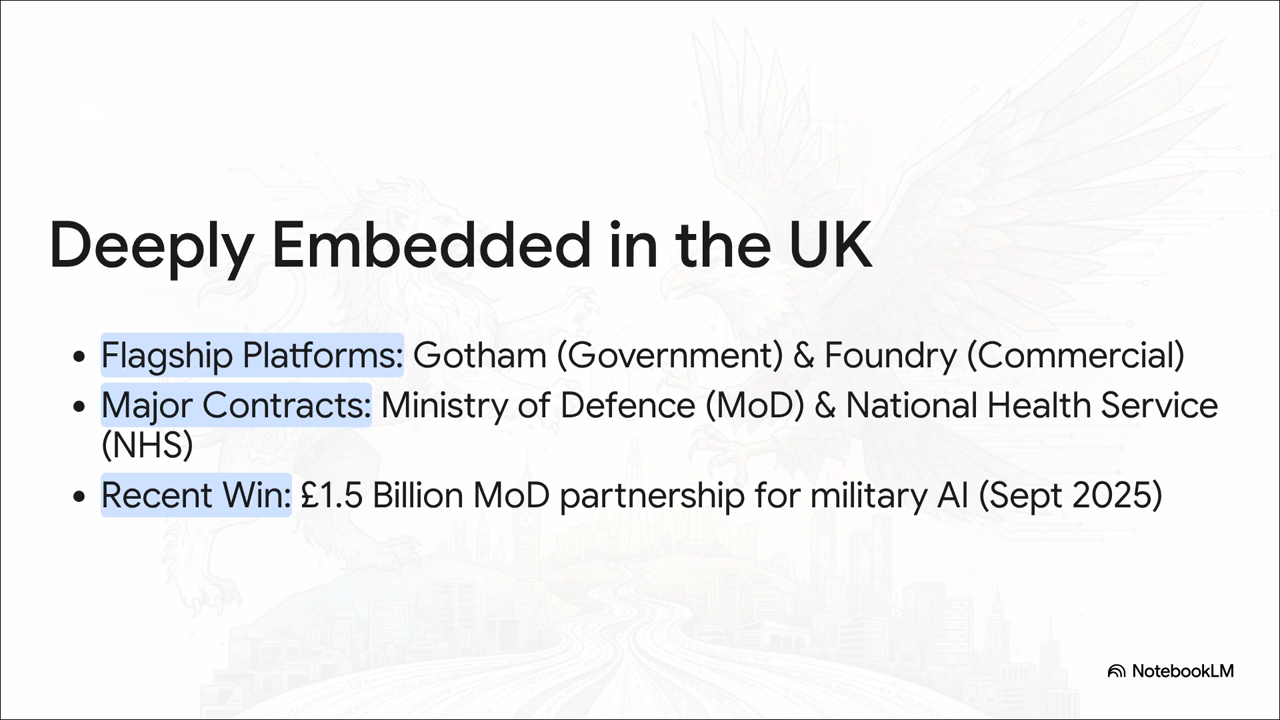 Deeply Embedded in the UK
• Flagship Platforms: Gotham (Government) & Foundry (Commercial)
• Major Contracts: Ministry of Defence (MoD) & National Health Service
(NHS)
• Recent Win: £1.5 Billion MoD partnership for military AI (Sept 2025)
NotebookLM